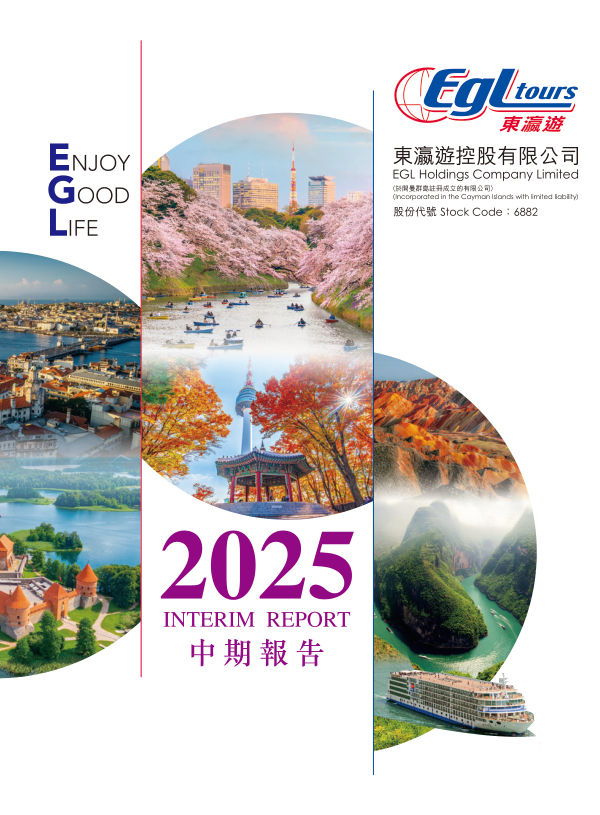 EGL tours
東瀛遊
東瀛遊控股有限公司
EGL Holdings Company Limited
(於開曼群島註冊成立的有限公司)
(Incorporated in the Cayman Islands with limited liability)
股份代號 Stock Code：6882
ENJOY
GOOD
LIFE
2025
INTERIM REPORT
中期報告